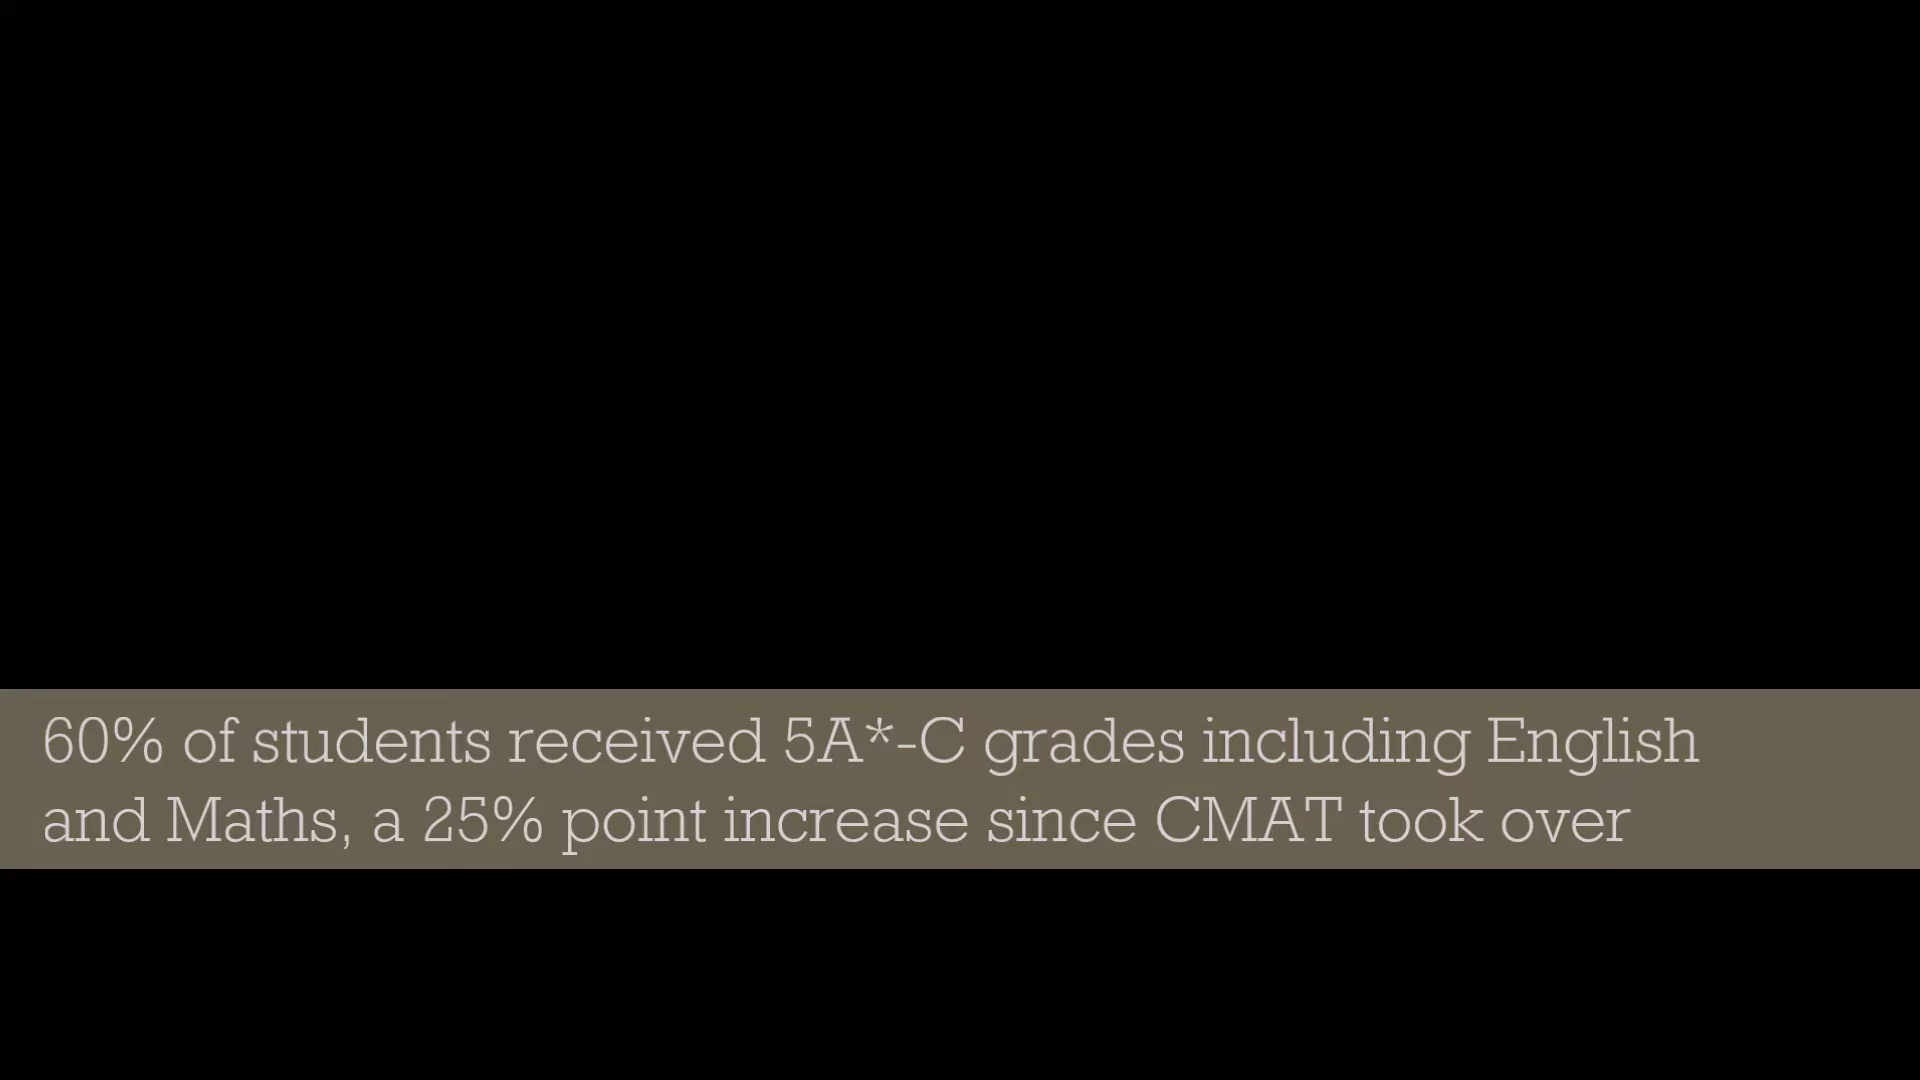 60% of students received 5A*-C grades including English
and Maths, a 25% point increase since CMAT took over